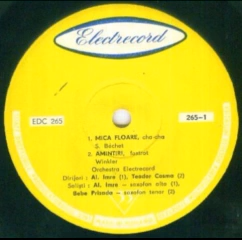 Electrecord
EDC 265
265-1
1. MICA FLOARE, cha-cha
S. Bechet
2. AMINTIRI,
Winkler
Orchestra Electrecord
Dirijori : Al. Imre (1), Teodor Cosma (2)
Soliști : Al. Imre – saxofon alto (1),
Bebe Prisada – saxofon tenor (2)